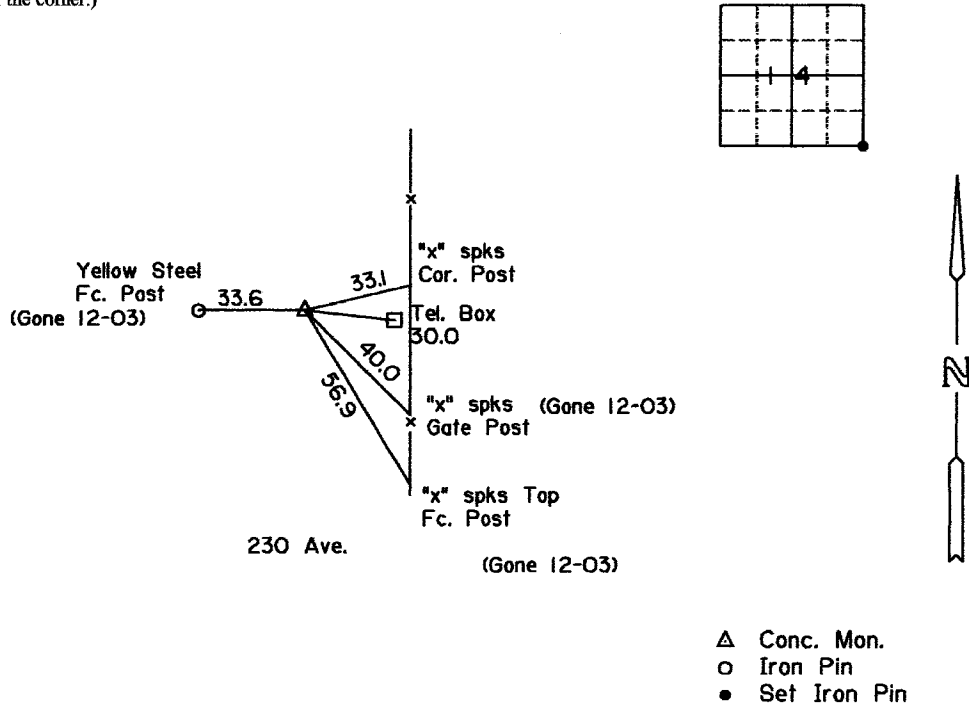 the corner.)
14
"x" spks
Cor. Post
33.1
Yellow Steel
Fc. Post
(Gone 12-03)
33.6
Tel. Box
30.0
40.0
56.9
"x" spks (Gone 12-03)
Gate Post
"x" spks Top
Fc. Post
230 Ave.
(Gone 12-03)
N
Conc. Mon.
Iron Pin
Set Iron Pin